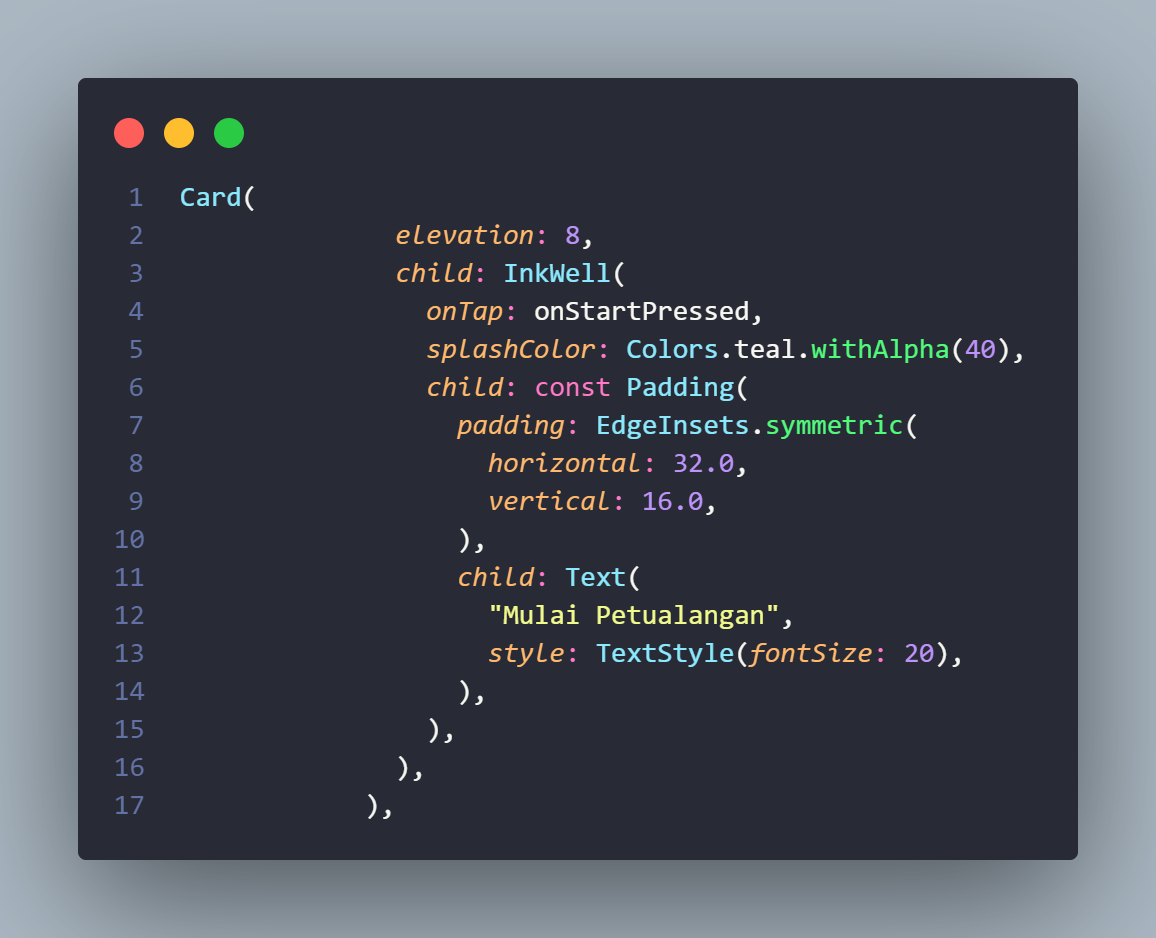 1 Card(
2 elevation: 8,
3 child: InkWell(
4 onTap: onStartPressed,
5 splashColor: Colors.teal.withAlpha(40),
6 child: const Padding(
7 padding: EdgeInsets.symmetric(
8 horizontal: 32.0,
9 vertical: 16.0,
10 ),
11 child: Text(
12 "Mulai Petualangan",
13 style: TextStyle(fontSize: 20),
14 ),
15 ),
16 ),
17 ),